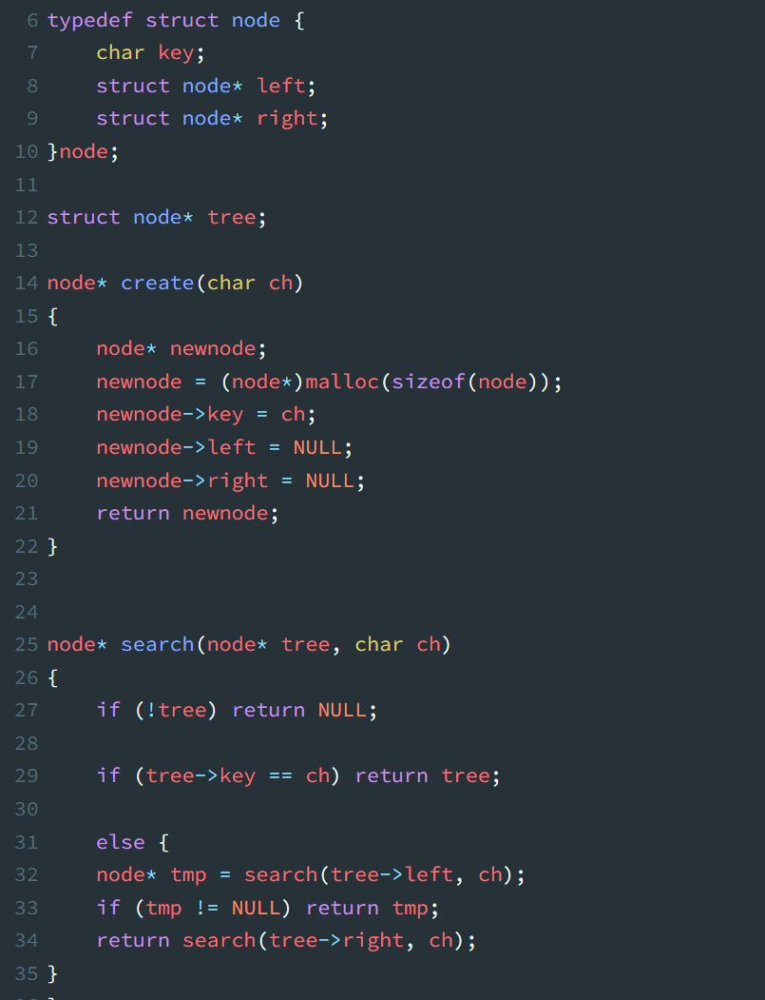 6 typedef struct node {
7     char key;
8     struct node* left;
9     struct node* right;
10 }node;
11
12 struct node* tree;
13
14 node* create(char ch)
15 {
16     node* newnode;
17     newnode = (node*)malloc(sizeof(node));
18     newnode->key = ch;
19     newnode->left = NULL;
20     newnode->right = NULL;
21     return newnode;
22 }
23
24
25 node* search(node* tree, char ch)
26 {
27     if (!tree) return NULL;
28
29     if (tree->key == ch) return tree;
30
31     else {
32     node* tmp = search(tree->left, ch);
33     if (tmp != NULL) return tmp;
34     return search(tree->right, ch);
35 }